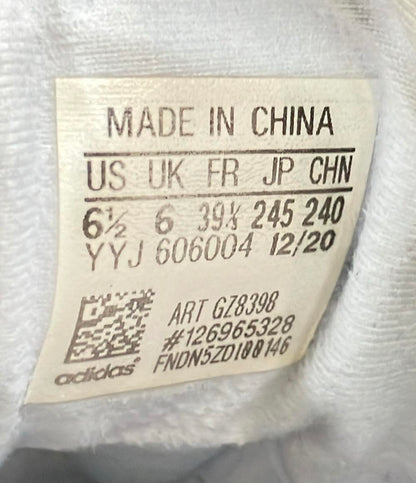 MADE IN CHINA
US UK FR JP CHN
6½ 6 39⅓ 245 240
YYJ 606004 12/20
ART GZ8398
#126965328
FNDN5ZDI00146
adidas